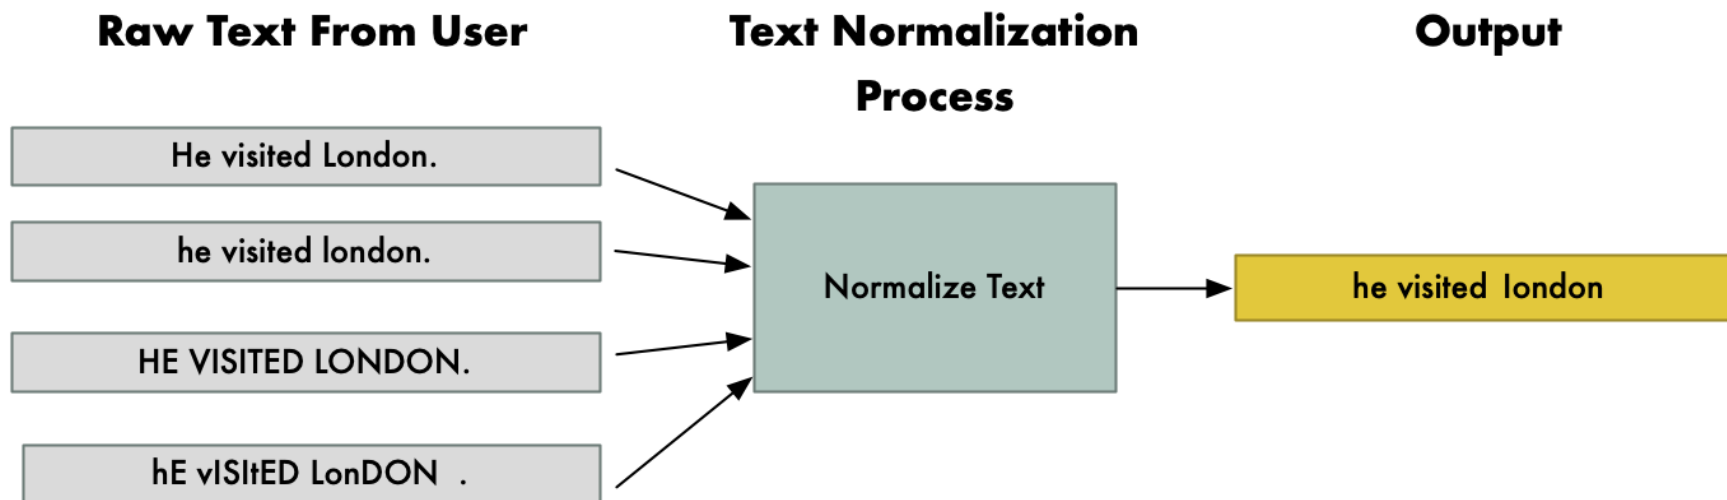 Raw Text From User
Text Normalization
Process
Output
He visited London.
he visited london.
HE VISITED LONDON.
hE vISItED LonDON  .
Normalize Text
he visited  london